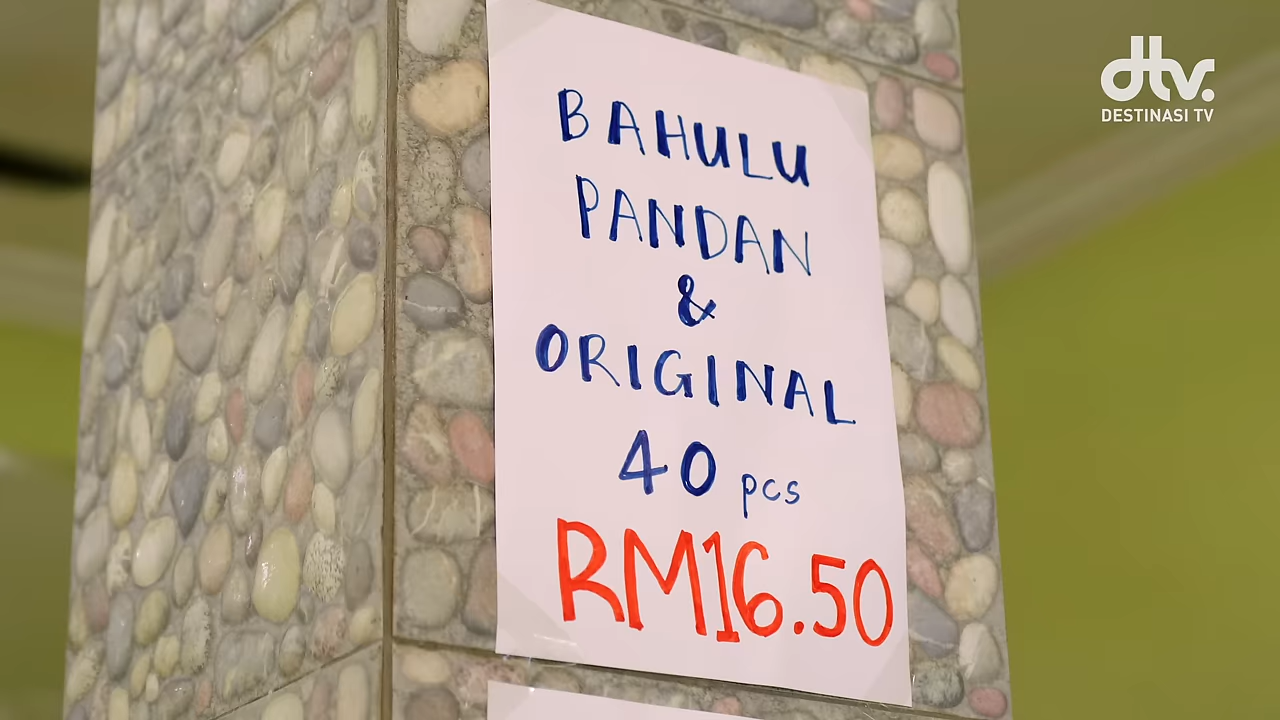 dtv.
DESTINASI TV
BAHULU
PANDAN
&
ORIGINAL
40 pcs
RM16.50